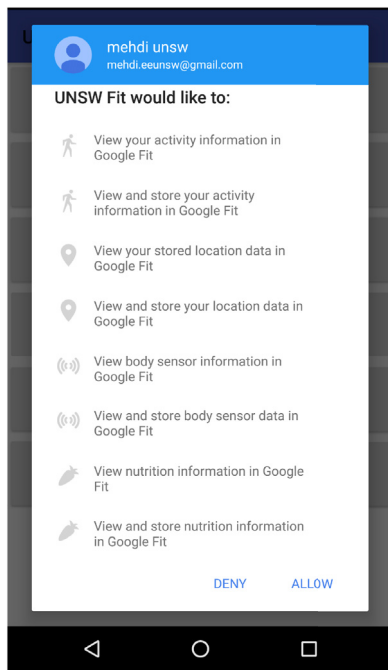 U
mehdi unsw
mehdi.eeunsw@gmail.com
UNSW Fit would like to:
View your activity information in
Google Fit
View and store your activity
information in Google Fit
View your stored location data in
Google Fit
View and store your location data in
Google Fit
View body sensor information in
Google Fit
View and store body sensor data in
Google Fit
View nutrition information in Google
Fit
View and store nutrition information
in Google Fit
DENY ALLOW